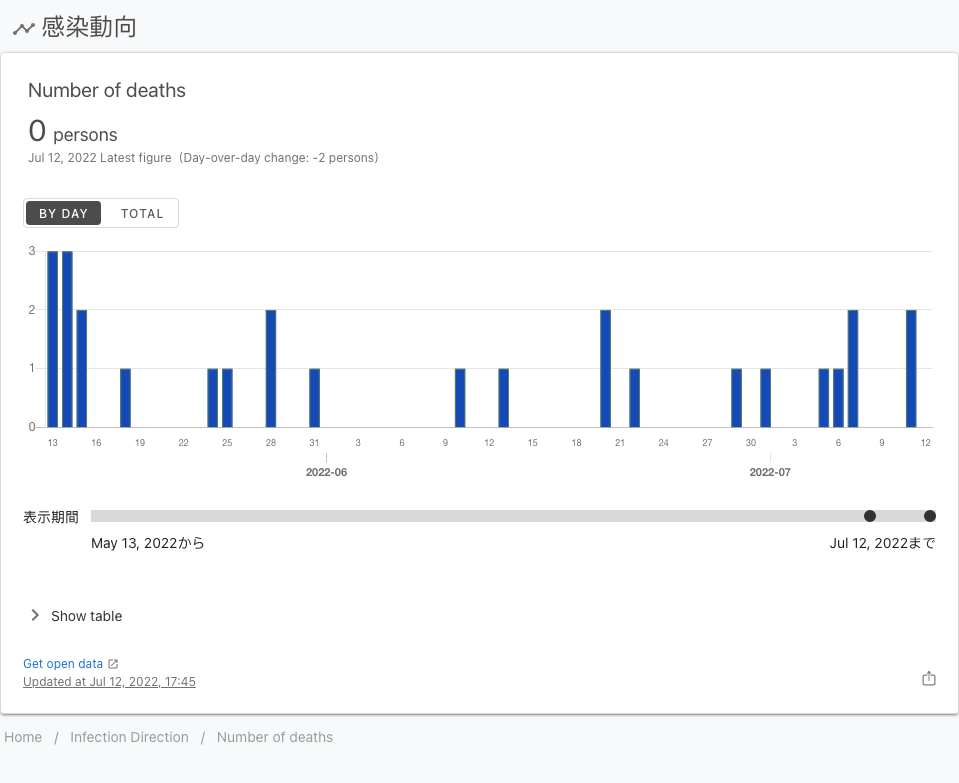 感染動向
Number of deaths
0 persons
Jul 12, 2022 Latest figure (Day-over-day change: -2 persons)
BY DAY TOTAL
3
2
1
0
13 16 19 22 25 28 31 3 6 9 12 15 18 21 24 27 30 3 6 9 12
2022-06 2022-07
表示期間
May 13, 2022から Jul 12, 2022まで
Show table
Get open data
Updated at Jul 12, 2022, 17:45
Home / Infection Direction / Number of deaths